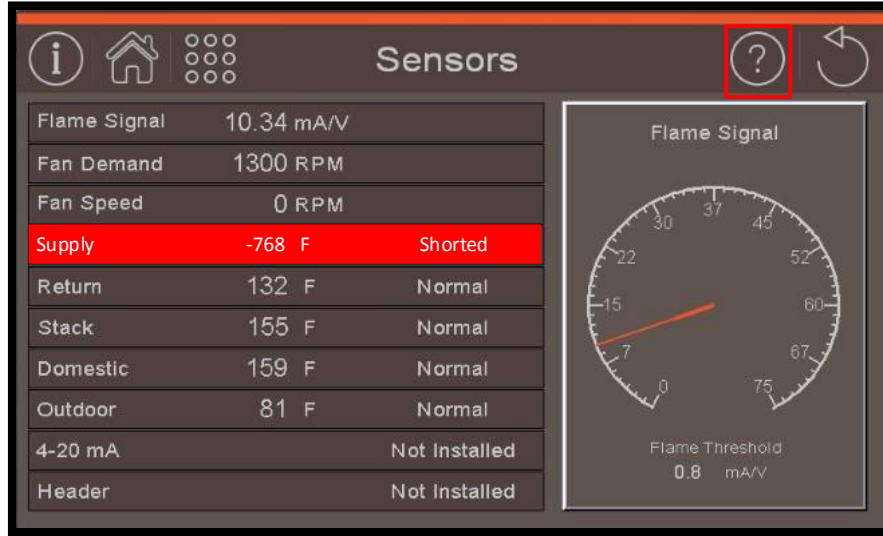 i
Sensors
?
Flame Signal 10.34 mA/V
Fan Demand 1300 RPM
Fan Speed 0 RPM
Supply -768 F Shorted
Return 132 F Normal
Stack 155 F Normal
Domestic 159 F Normal
Outdoor 81 F Normal
4-20 mA Not Installed
Header Not Installed
Flame Signal
0
7
15
22
30
37
45
52
60
67
75
Flame Threshold
0.8 mA/V